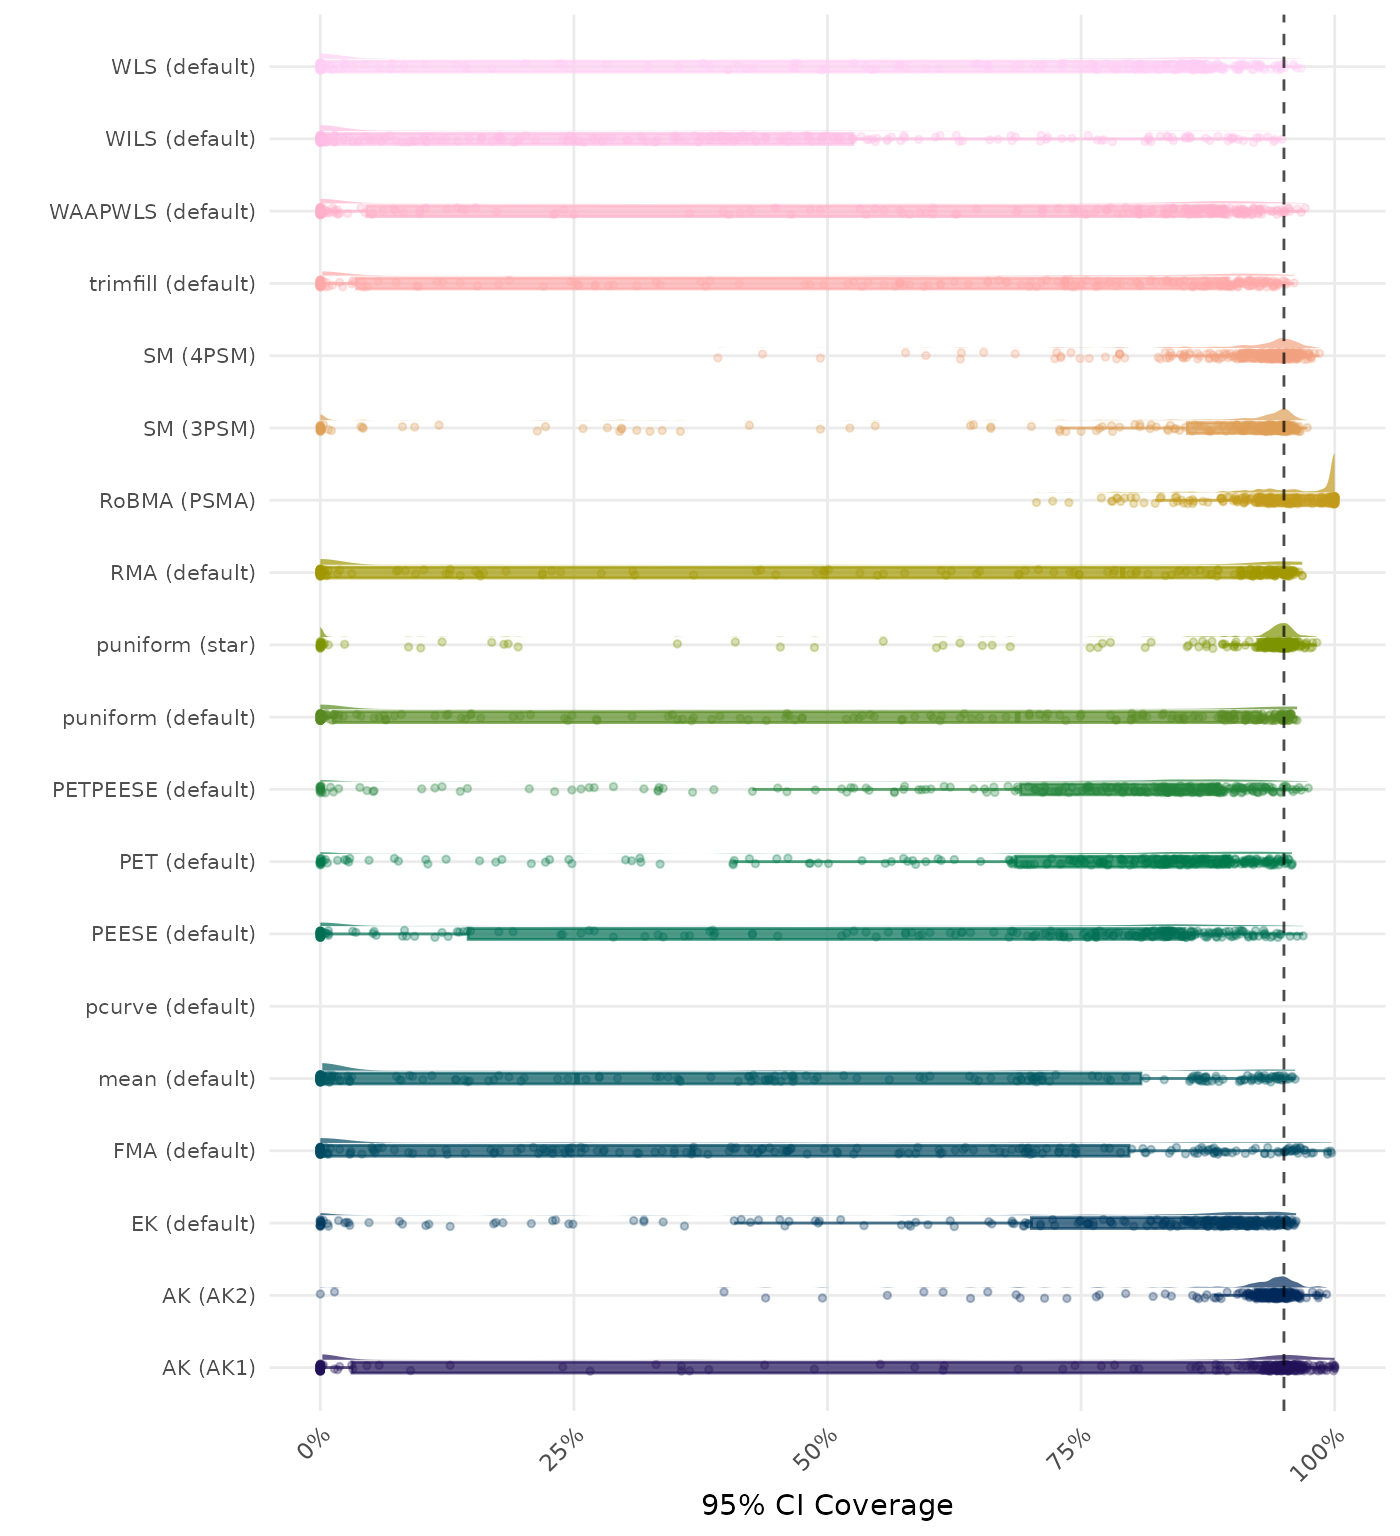 WLS (default)
WILS (default)
WAAPWLS (default)
trimfill (default)
SM (4PSM)
SM (3PSM)
RoBMA (PSMA)
RMA (default)
puniform (star)
puniform (default)
PETPEESE (default)
PET (default)
PEESE (default)
pcurve (default)
mean (default)
FMA (default)
EK (default)
AK (AK2)
AK (AK1)
0%
25%
50%
75%
100%
95% CI Coverage